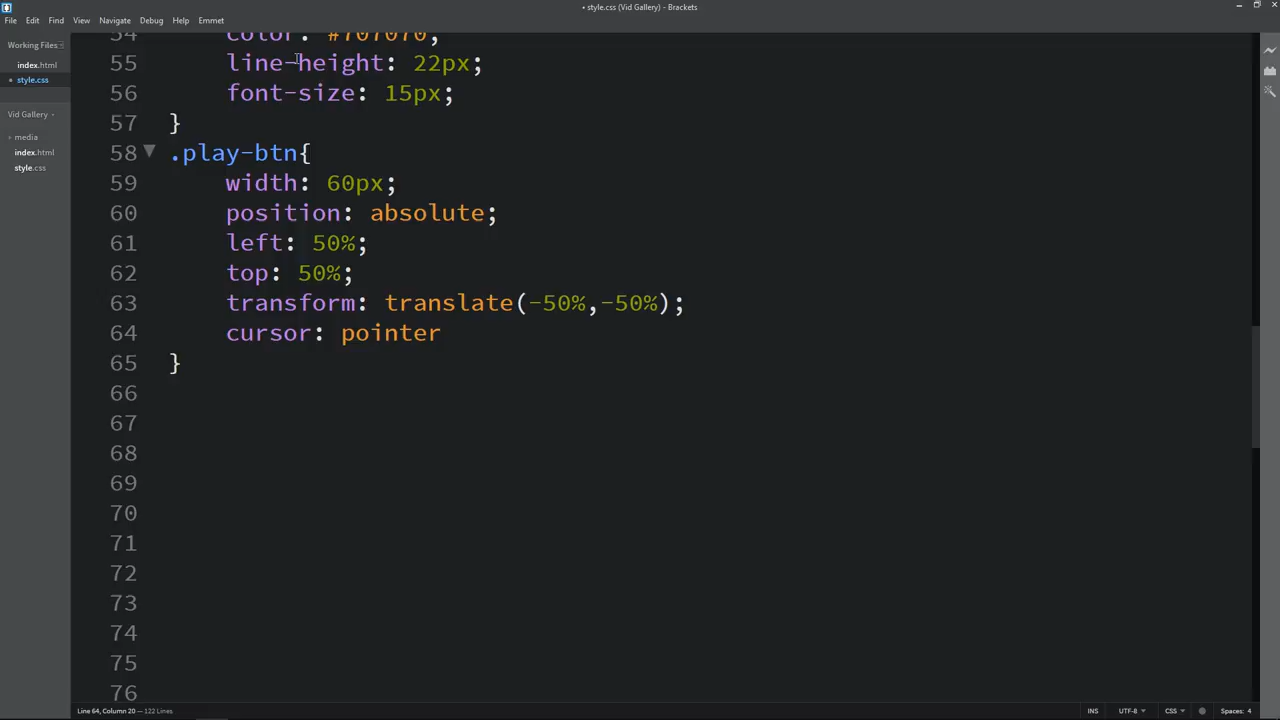 • style.css (Vid Gallery) - Brackets
File Edit Find View Navigate Debug Help Emmet
Working Files
index.html
• style.css
Vid Gallery
media
index.html
style.css
54 color: #707070;
55 line-height: 22px;
56 font-size: 15px;
57 }
58 .play-btn{
59 width: 60px;
60 position: absolute;
61 left: 50%;
62 top: 50%;
63 transform: translate(-50%,-50%);
64 cursor: pointer
65 }
66
67
68
69
70
71
72
73
74
75
76
Line 64, Column 20 — 122 Lines
INS UTF-8 CSS Spaces: 4